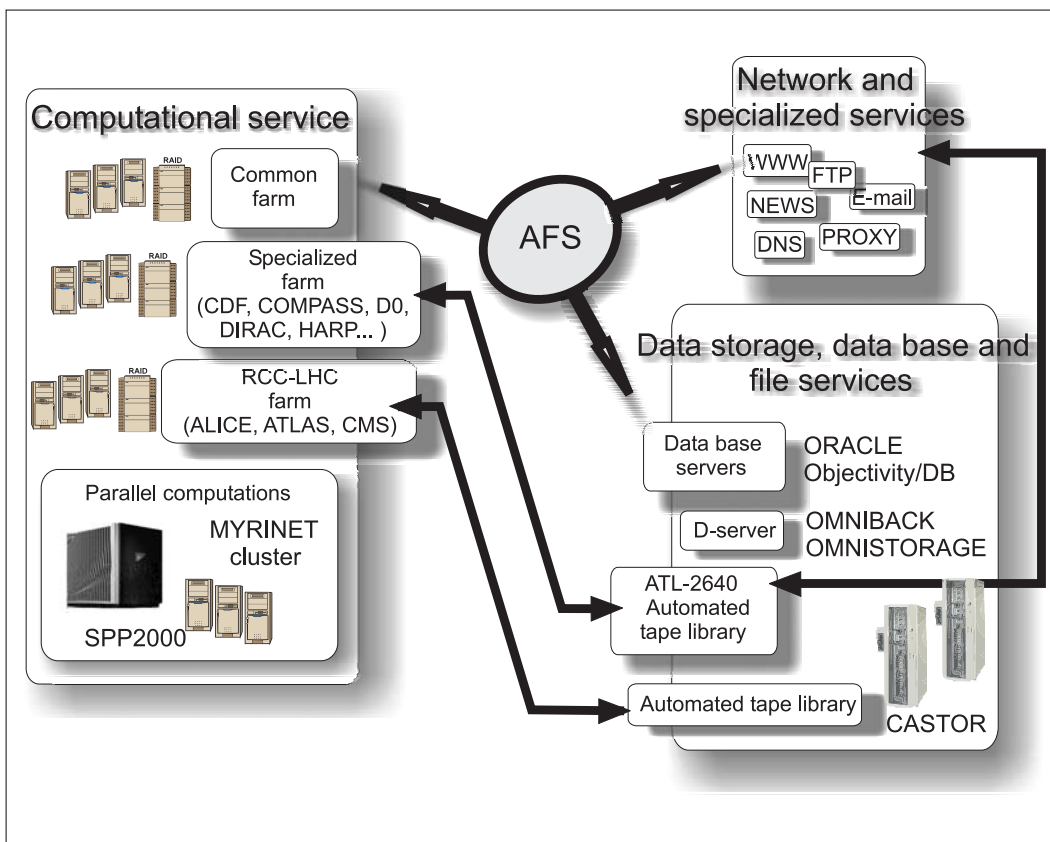 Computational service
RAID
Common
farm
RAID
Specialized
farm
(CDF, COMPASS, D0,
DIRAC, HARP... )
RAID
RCC-LHC
farm
(ALICE, ATLAS, CMS)
Parallel computations
MYRINET
cluster
SPP2000
AFS
Network and
specialized services
WWW
FTP
E-mail
NEWS
DNS
PROXY
Data storage, data base and
file services
Data base
servers
ORACLE
Objectivity/DB
D-server
OMNIBACK
OMNISTORAGE
ATL-2640
Automated
tape library
Automated tape library
CASTOR